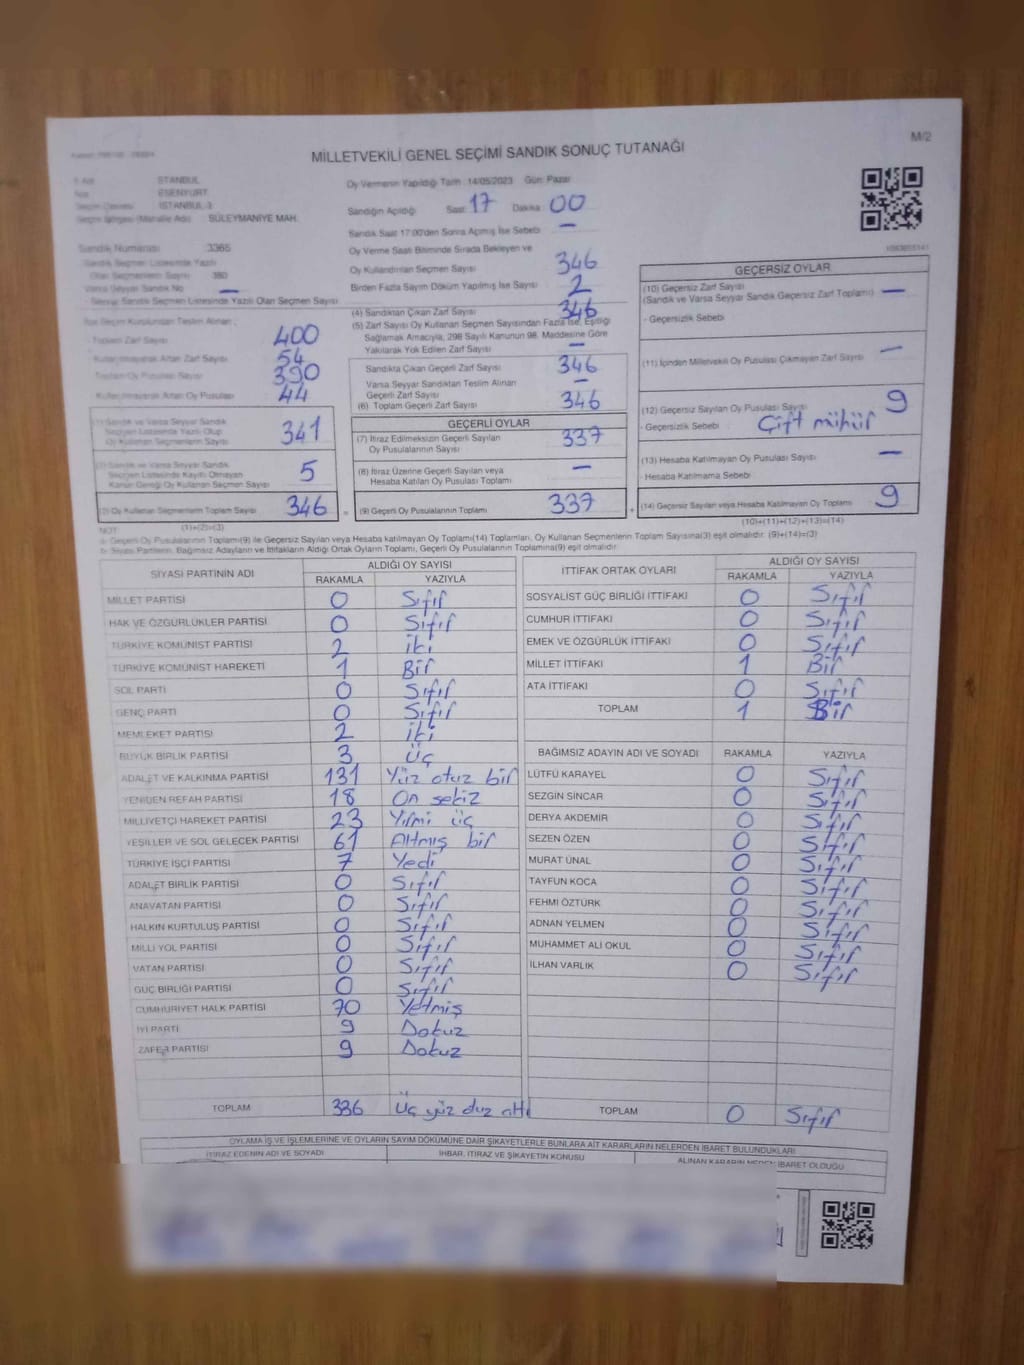 M/2
MİLLETVEKİLİ GENEL SEÇİMİ SANDIK SONUÇ TUTANAĞI
İSTANBUL
ESENYURT
İSTANBUL-3
SÜLEYMANİYE MAH.
Sandık Numarası : 3365
Sandık Seçmen Listesinde Yazılı
Olan Seçmenlerin Sayısı : 380
Varsa Seyyar Sandık No —
Seyyar Sandık Seçmen Listesinde Yazılı Olan Seçmen Sayısı :
Oy Vermenin Yapıldığı Tarih : 14/05/2023 Gün: Pazar
Sandığın Açıldığı Saat: 17 Dakika: 00
Sandık Saat 17:00'den Sonra Açılmış İse Sebebi —
Oy Verme Saati Bitiminde Sırada Bekleyen ve
Oy Kullandırılan Seçmen Sayısı 346
Birden Fazla Sayım Döküm Yapılmış İse Sayısı : 2
Teslim Alınan :
Toplam Zarf Sayısı 400
Kullanılmayarak Artan Zarf Sayısı 54
Toplam Oy Pusulası Sayısı 390
Kullanılmayarak Artan Oy Pusulası 44
(1) Sandık ve Varsa Seyyar Sandık
Seçmen Listesinde Yazılı Olup
Oy Kullanan Seçmenlerin Sayısı 341
(2) Sandık ve Varsa Seyyar Sandık
Seçmen Listesinde Kayıtlı Olmayan
Kanun Gereği Oy Kullanan Seçmen Sayısı 5
(3) Oy Kullanan Seçmenlerin Toplam Sayısı 346
(1)+(2)=(3)
(4) Sandıktan Çıkan Zarf Sayısı 346
(5) Zarf Sayısı Oy Kullanan Seçmen Sayısından Fazla İse, Eşitliği
Sağlamak Amacıyla, 298 Sayılı Kanunun 98. Maddesine Göre
Yakılarak Yok Edilen Zarf Sayısı —
Sandıkta Çıkan Geçerli Zarf Sayısı 346
Varsa Seyyar Sandıktan Teslim Alınan
Geçerli Zarf Sayısı —
(6) Toplam Geçerli Zarf Sayısı 346
GEÇERLİ OYLAR
(7) İtiraz Edilmeksizin Geçerli Sayılan
Oy Pusulalarının Sayısı 337
(8) İtiraz Üzerine Geçerli Sayılan veya
Hesaba Katılan Oy Pusulası Toplamı —
(9) Geçerli Oy Pusulalarının Toplamı 337
GEÇERSİZ OYLAR
(10) Geçersiz Zarf Sayısı
(Sandık ve Varsa Seyyar Sandık Geçersiz Zarf Toplamı) —
- Geçersizlik Sebebi
(11) İçinden Milletvekili Oy Pusulası Çıkmayan Zarf Sayısı —
(12) Geçersiz Sayılan Oy Pusulası Sayısı 9
- Geçersizlik Sebebi : Çift mühür
(13) Hesaba Katılmayan Oy Pusulası Sayısı —
- Hesaba Katılmama Sebebi
(14) Geçersiz Sayılan veya Hesaba Katılmayan Oy Toplamı 9
(10)+(11)+(12)+(13)=(14)
NOT :
a- Geçerli Oy Pusulalarının Toplamı(9) ile Geçersiz Sayılan veya Hesaba katılmayan Oy Toplamı(14) Toplamları, Oy Kullanan Seçmenlerin Toplam Sayısına(3) eşit olmalıdır. (9)+(14)=(3)
b- Siyasi Partilerin, Bağımsız Adayların ve İttifakların Aldığı Ortak Oyların Toplamı, Geçerli Oy Pusulalarının Toplamına(9) eşit olmalıdır.
SİYASİ PARTİNİN ADI ALDIĞI OY SAYISI
RAKAMLA YAZIYLA
MİLLET PARTİSİ 0 Sıfır
HAK VE ÖZGÜRLÜKLER PARTİSİ 0 Sıfır
TÜRKİYE KOMÜNİST PARTİSİ 2 iki
TÜRKİYE KOMÜNİST HAREKETİ 1 Bir
SOL PARTİ 0 Sıfır
GENÇ PARTİ 0 Sıfır
MEMLEKET PARTİSİ 2 iki
BÜYÜK BİRLİK PARTİSİ 3 Üç
ADALET VE KALKINMA PARTİSİ 131 Yüz otuz bir
YENİDEN REFAH PARTİSİ 18 On sekiz
MİLLİYETÇİ HAREKET PARTİSİ 23 Yirmi üç
YEŞİLLER VE SOL GELECEK PARTİSİ 61 Altmış bir
TÜRKİYE İŞÇİ PARTİSİ 7 Yedi
ADALET BİRLİK PARTİSİ 0 Sıfır
ANAVATAN PARTİSİ 0 Sıfır
HALKIN KURTULUŞ PARTİSİ 0 Sıfır
MİLLİ YOL PARTİSİ 0 Sıfır
VATAN PARTİSİ 0 Sıfır
GÜÇ BİRLİĞİ PARTİSİ 0 Sıfır
CUMHURİYET HALK PARTİSİ 70 Yetmiş
İYİ PARTİ 9 Dokuz
ZAFER PARTİSİ 9 Dokuz
TOPLAM 336 Üç yüz otuz altı
İTTİFAK ORTAK OYLARI ALDIĞI OY SAYISI
RAKAMLA YAZIYLA
SOSYALİST GÜÇ BİRLİĞİ İTTİFAKI 0 Sıfır
CUMHUR İTTİFAKI 0 Sıfır
EMEK VE ÖZGÜRLÜK İTTİFAKI 0 Sıfır
MİLLET İTTİFAKI 1 Bir
ATA İTTİFAKI 0 Sıfır
TOPLAM 1 Bir
BAĞIMSIZ ADAYIN ADI VE SOYADI RAKAMLA YAZIYLA
LÜTFÜ KARAYEL 0 Sıfır
SEZGİN SİNCAR 0 Sıfır
DERYA AKDEMİR 0 Sıfır
SEZEN ÖZEN 0 Sıfır
MURAT ÜNAL 0 Sıfır
TAYFUN KOCA 0 Sıfır
FEHMİ ÖZTÜRK 0 Sıfır
ADNAN YELMEN 0 Sıfır
MUHAMMET ALİ OKUL 0 Sıfır
İLHAN VARLIK 0 Sıfır
TOPLAM 0 Sıfır
OYLAMA İŞ VE İŞLEMLERİNE VE OYLARIN SAYIM DÖKÜMÜNE DAİR ŞİKAYETLERLE BUNLARA AİT KARARLARIN NELERDEN İBARET BULUNDUKLARI
İTİRAZ EDENİN ADI VE SOYADI İHBAR, İTİRAZ VE ŞİKAYETİN KONUSU ALINAN KARARIN NEDEN İBARET OLDUĞU